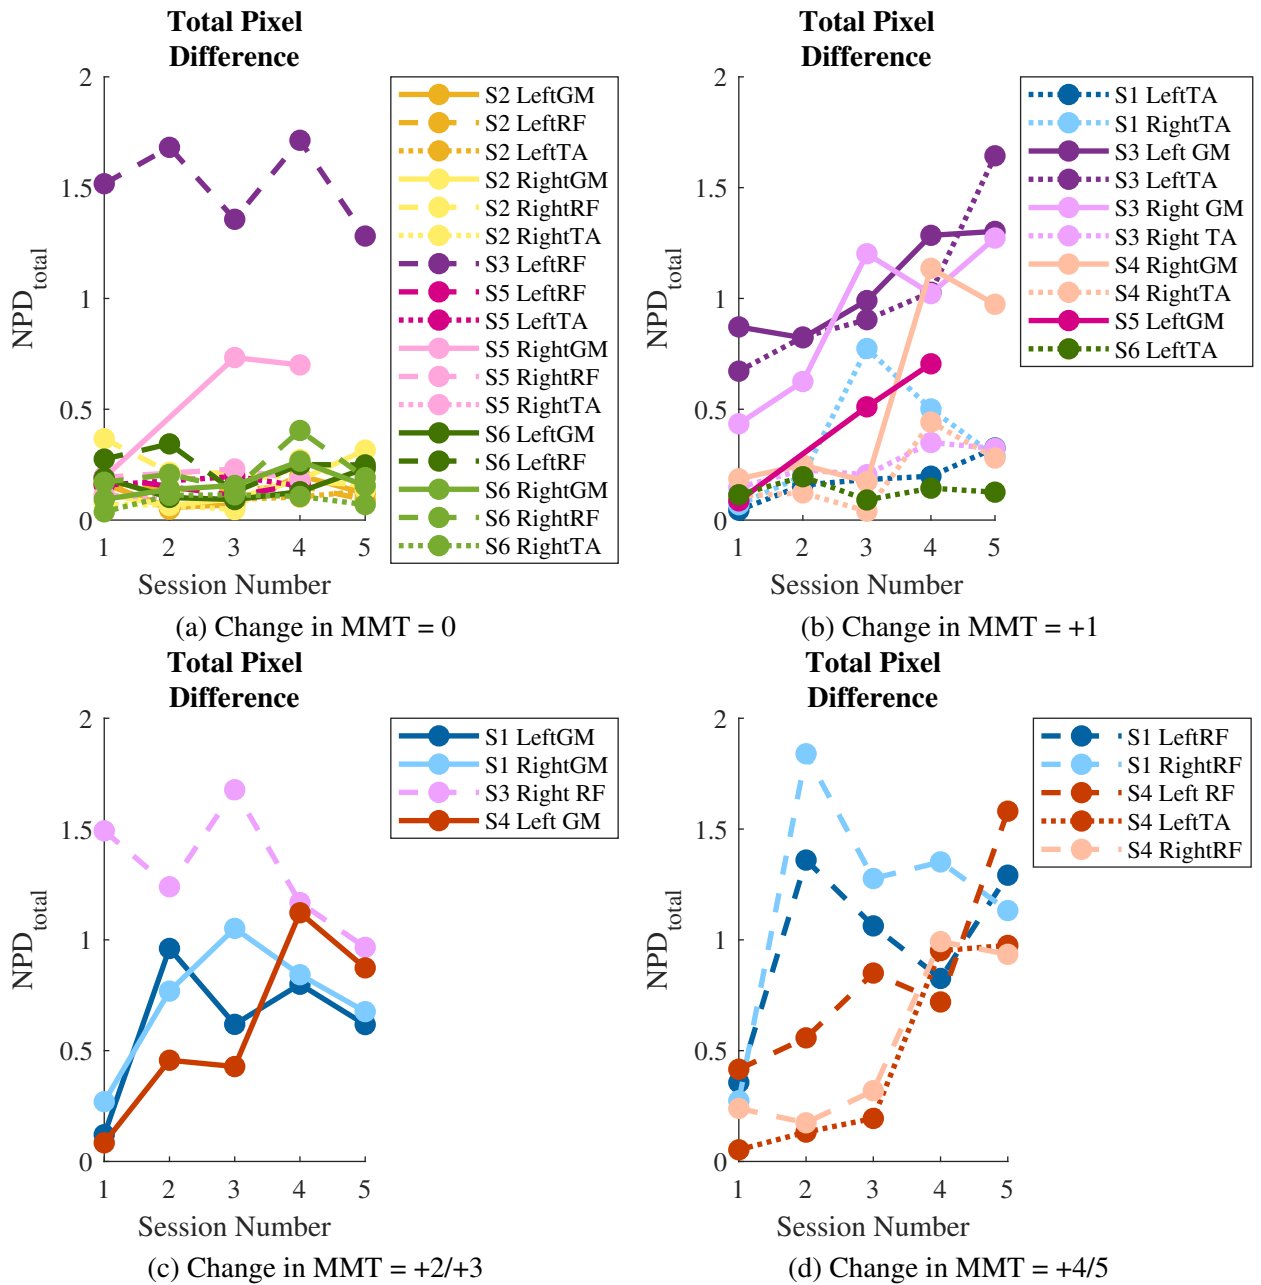 Total Pixel
Difference
2
1.5
1
0.5
0
NPD_total
1 2 3 4 5
Session Number
S2 LeftGM
S2 LeftRF
S2 LeftTA
S2 RightGM
S2 RightRF
S2 RightTA
S3 LeftRF
S5 LeftRF
S5 LeftTA
S5 RightGM
S5 RightRF
S5 RightTA
S6 LeftGM
S6 LeftRF
S6 RightGM
S6 RightRF
S6 RightTA
(a) Change in MMT = 0
Total Pixel
Difference
2
1.5
1
0.5
0
NPD_total
1 2 3 4 5
Session Number
S1 LeftTA
S1 RightTA
S3 Left GM
S3 LeftTA
S3 Right GM
S3 Right TA
S4 RightGM
S4 RightTA
S5 LeftGM
S6 LeftTA
(b) Change in MMT = +1
Total Pixel
Difference
2
1.5
1
0.5
0
NPD_total
1 2 3 4 5
Session Number
S1 LeftGM
S1 RightGM
S3 Right RF
S4 Left GM
(c) Change in MMT = +2/+3
Total Pixel
Difference
2
1.5
1
0.5
0
NPD_total
1 2 3 4 5
Session Number
S1 LeftRF
S1 RightRF
S4 Left RF
S4 LeftTA
S4 RightRF
(d) Change in MMT = +4/5